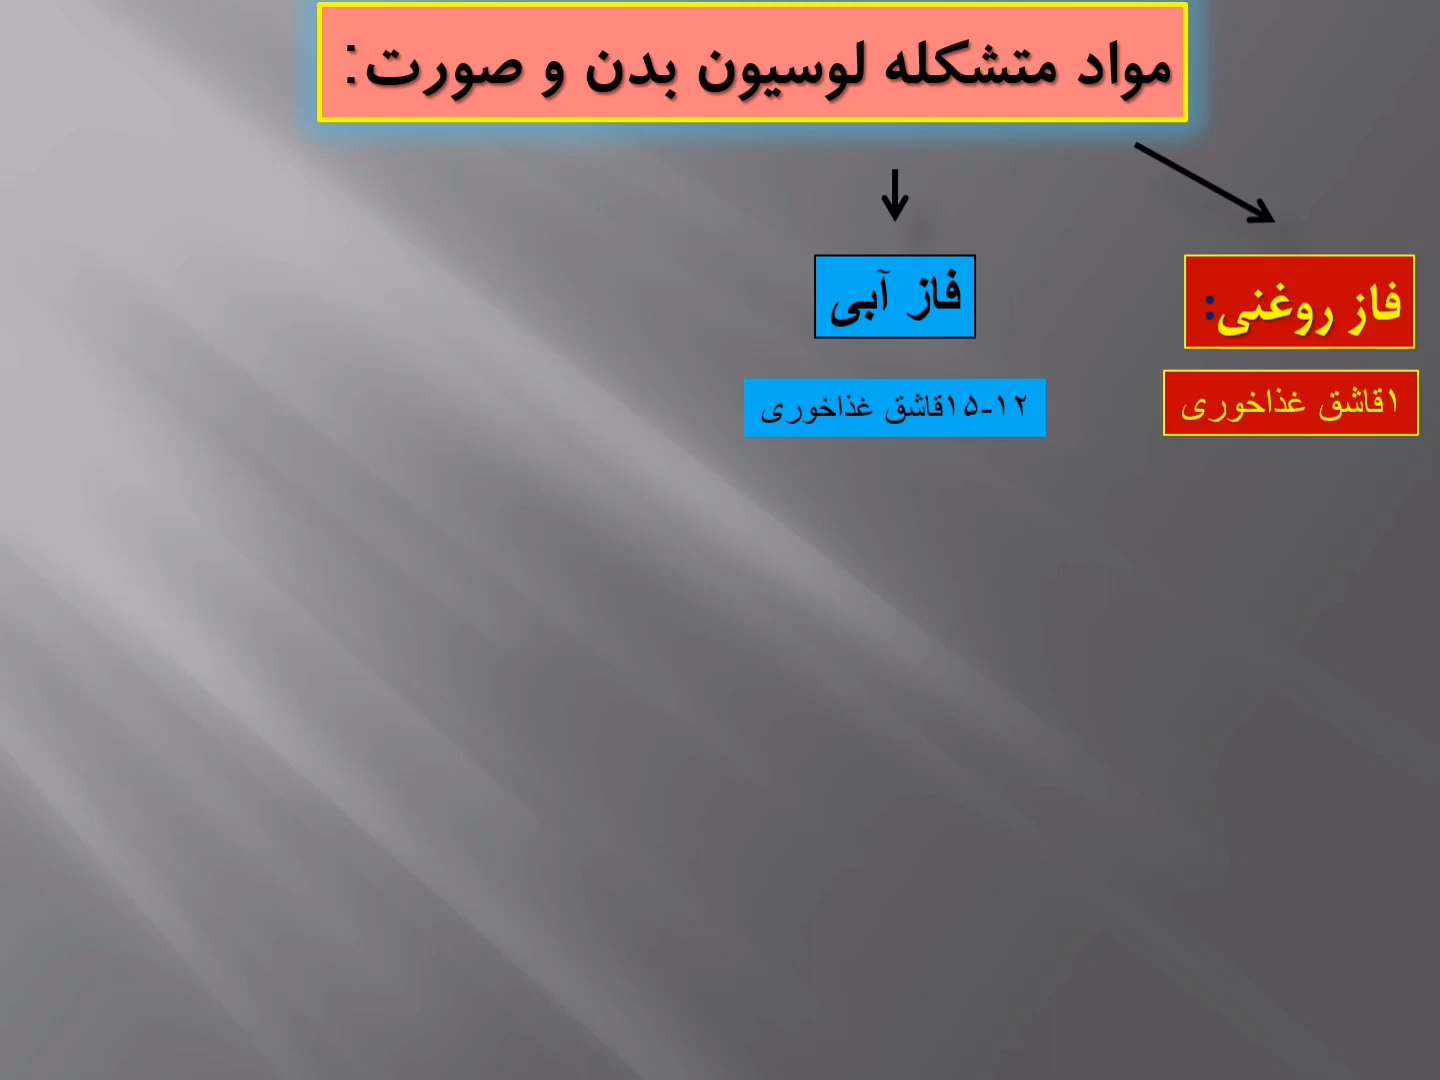 مواد متشکله لوسیون بدن و صورت:
فاز روغنی:
۱قاشق غذاخوری
فاز آبی
۱۲-۱۵قاشق غذاخوری